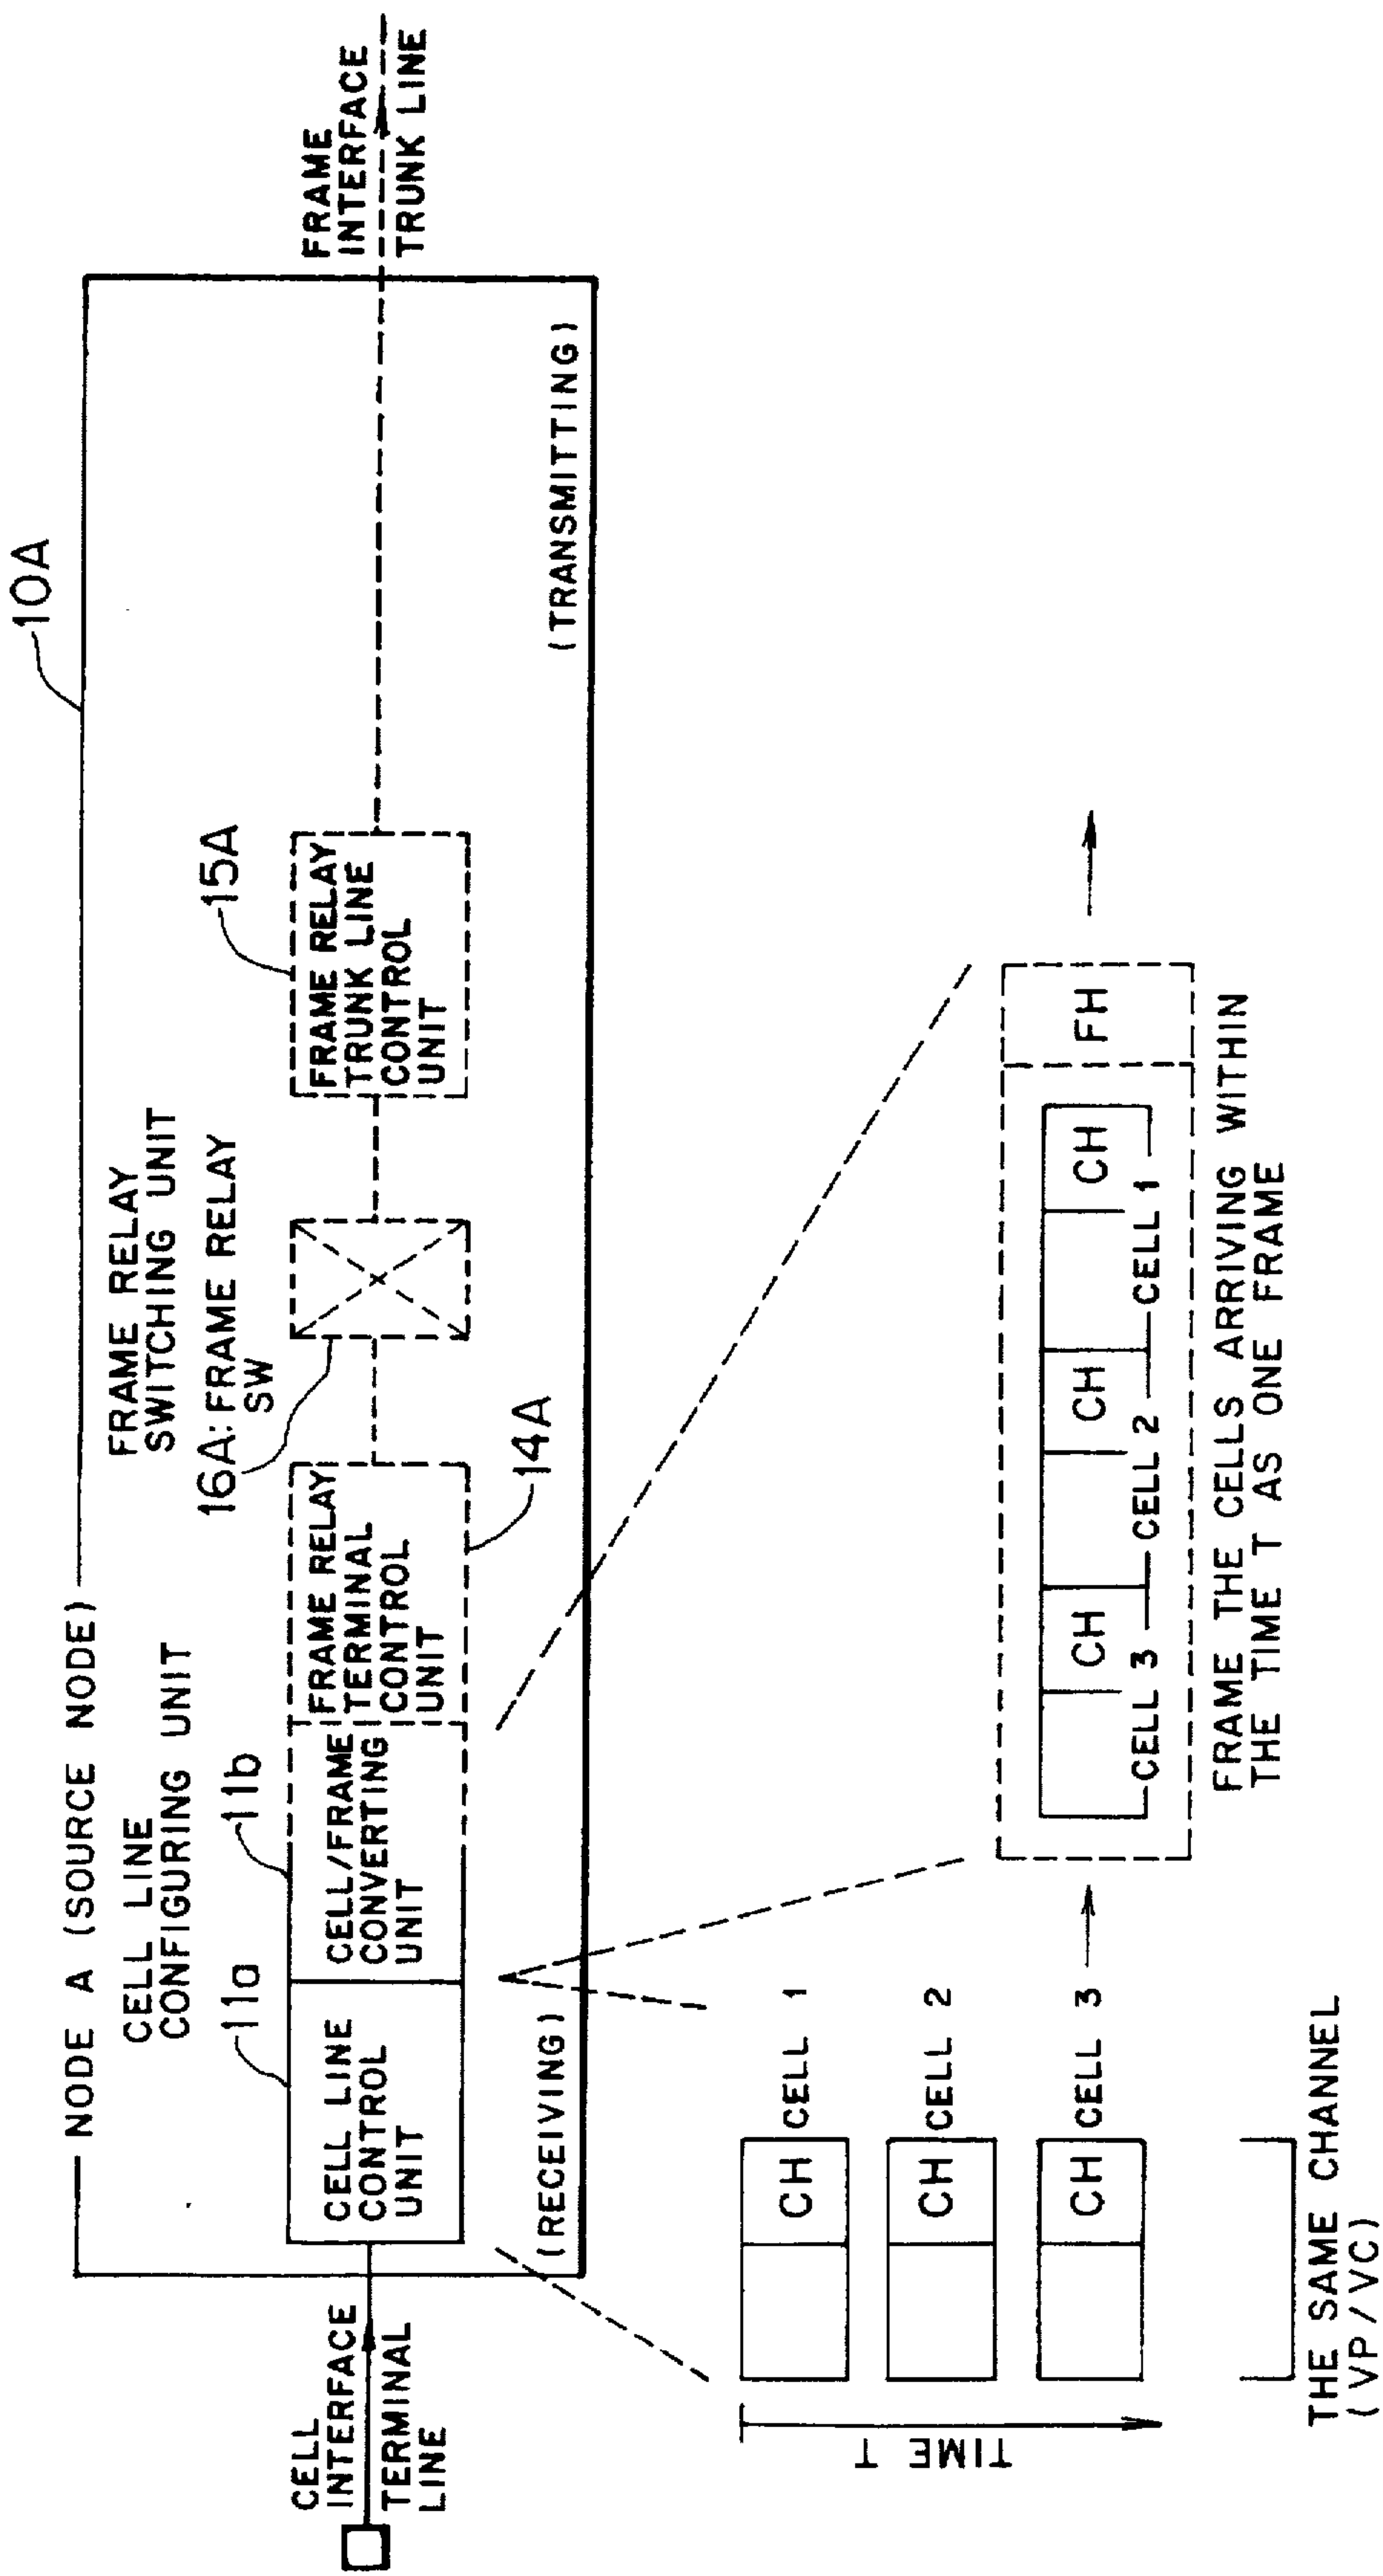 10A
NODE A (SOURCE NODE)
CELL LINE
CONFIGURING UNIT
FRAME RELAY
SWITCHING UNIT
11a
11b
16A: FRAME RELAY
SW
15A
CELL
INTERFACE
TERMINAL
LINE
CELL LINE
CONTROL
UNIT
CELL/FRAME
CONVERTING
UNIT
FRAME RELAY
TERMINAL
CONTROL
UNIT
14A
FRAME RELAY
TRUNK LINE
CONTROL
UNIT
FRAME
INTERFACE
TRUNK LINE
(RECEIVING)
(TRANSMITTING)
TIME T
CH
CELL 1
CH
CELL 2
CH
CELL 3
THE SAME CHANNEL
(VP/VC)
CH
CH
CH
FH
CELL 3
CELL 2
CELL 1
FRAME THE CELLS ARRIVING WITHIN
THE TIME T AS ONE FRAME